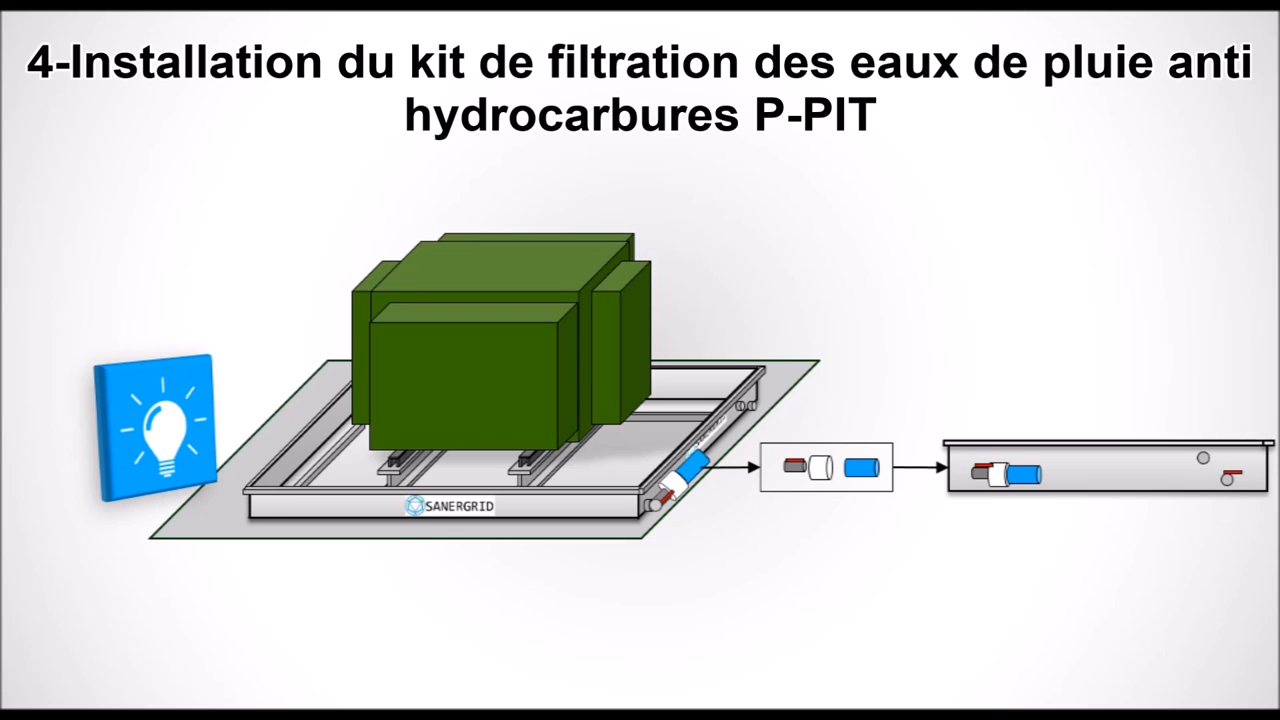 4-Installation du kit de filtration des eaux de pluie anti
hydrocarbures P-PIT
SANERGRID